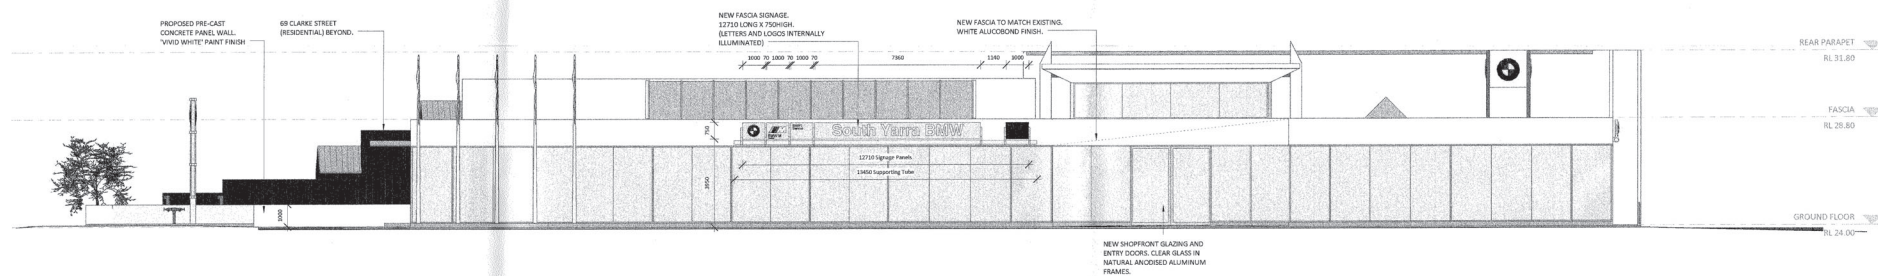 PROPOSED PRE-CAST
CONCRETE PANEL WALL.
'VIVID WHITE' PAINT FINISH
69 CLARKE STREET
(RESIDENTIAL) BEYOND.
NEW FASCIA SIGNAGE.
12710 LONG X 750HIGH.
(LETTERS AND LOGOS INTERNALLY
ILLUMINATED)
NEW FASCIA TO MATCH EXISTING.
WHITE ALUCOBOND FINISH.
1000 70 1000 70 1000 70 7360 1140 1000
REAR PARAPET
RL 31.80
FASCIA
RL 28.80
750
South Yarra BMW
12710 Signage Panels
13450 Supporting Tube
1000
GROUND FLOOR
RL 24.00
NEW SHOPFRONT GLAZING AND
ENTRY DOORS. CLEAR GLASS IN
NATURAL ANODISED ALUMINUM
FRAMES.